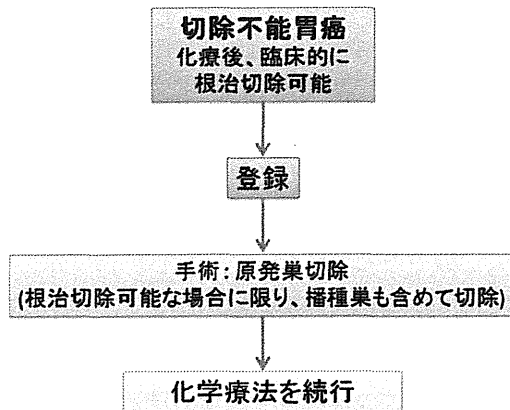 切除不能胃癌
化療後、臨床的に
根治切除可能
登録
手術:原発巣切除
(根治切除可能な場合に限り、播種巣も含めて切除)
化学療法を続行